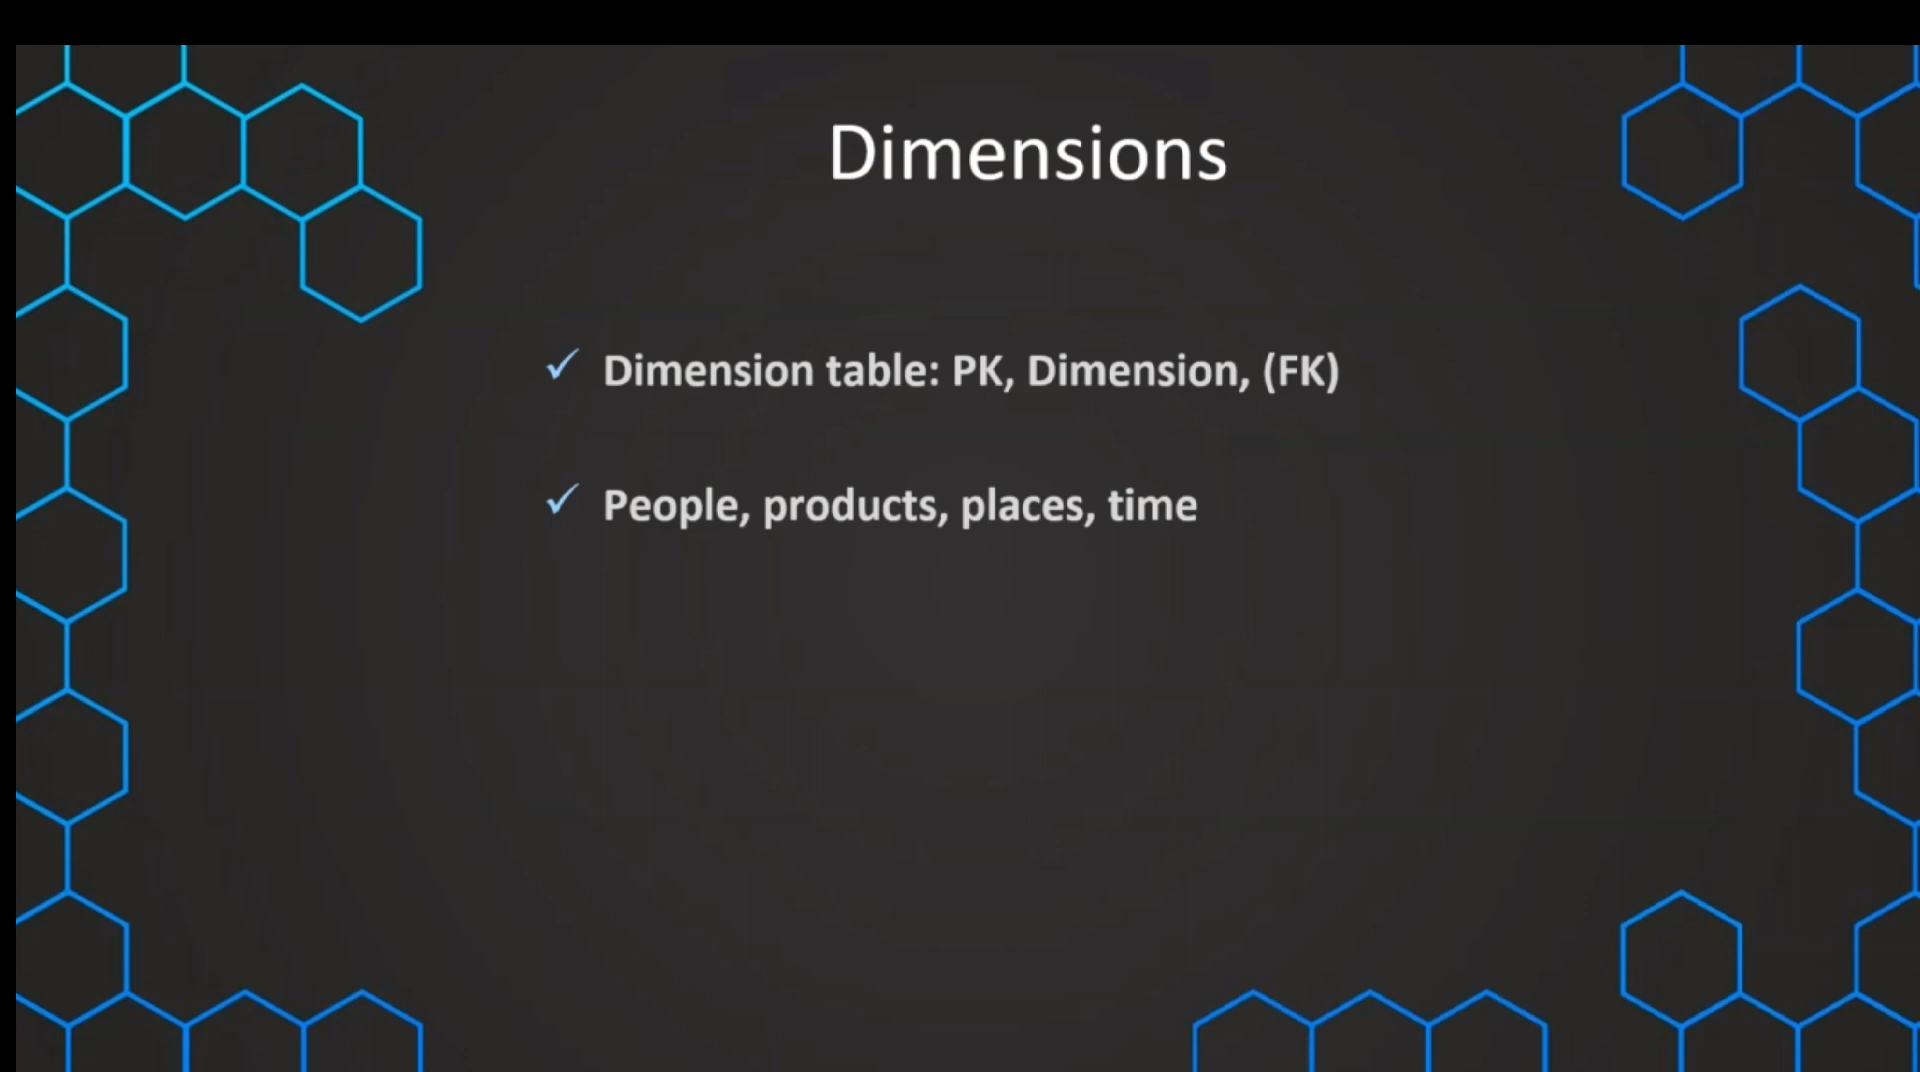 Dimensions
✓ Dimension table: PK, Dimension, (FK)
✓ People, products, places, time